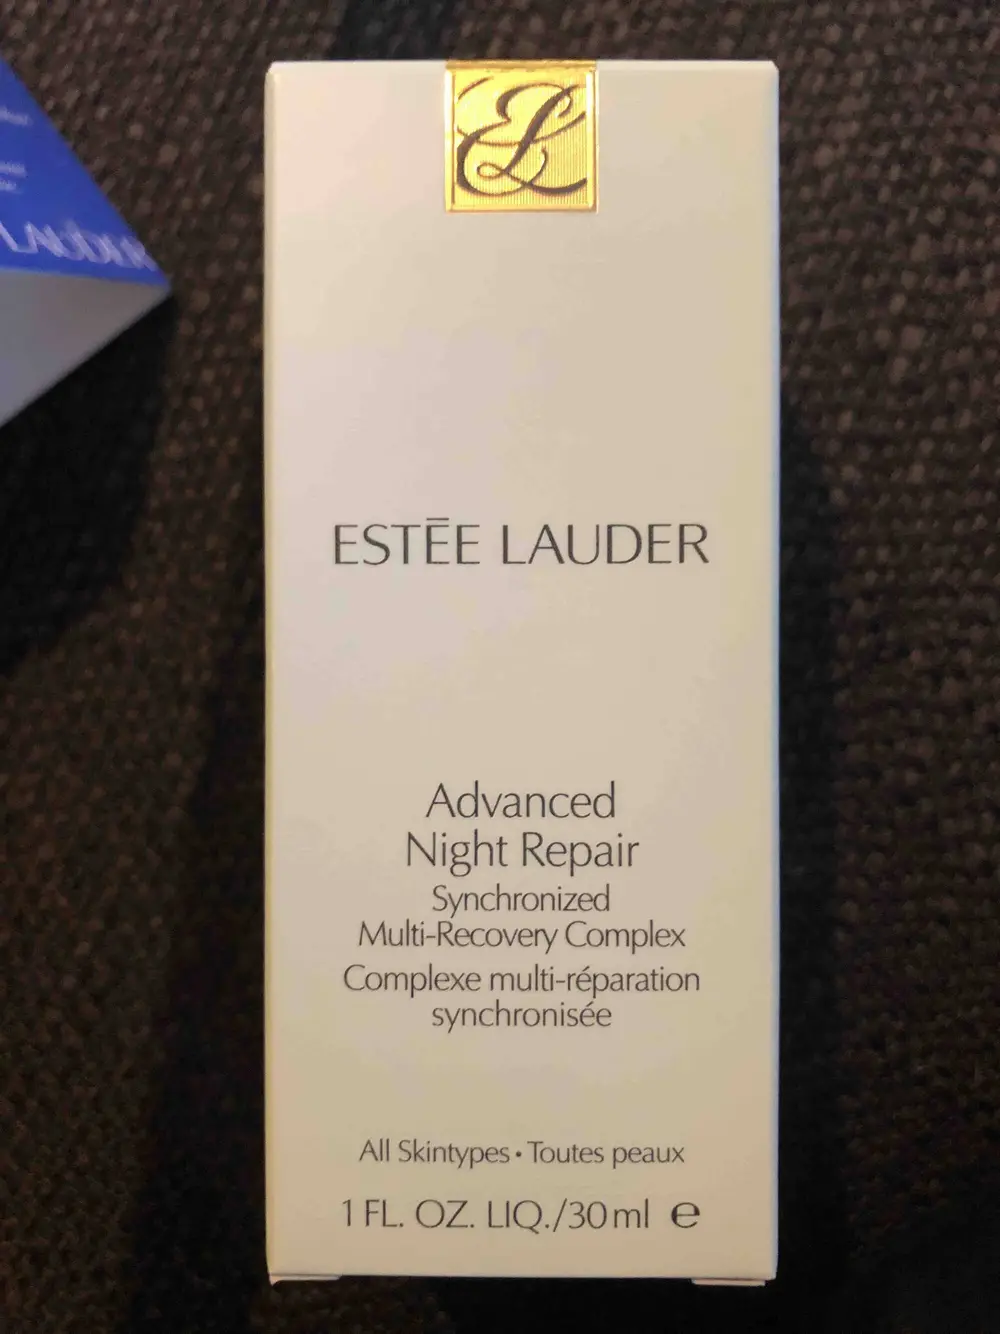 EL
ESTĒE LAUDER
Advanced
Night Repair
Synchronized
Multi-Recovery Complex
Complexe multi-réparation
synchronisée
All Skintypes • Toutes peaux
1 FL. OZ. LIQ./30 ml ℮
LAUDER